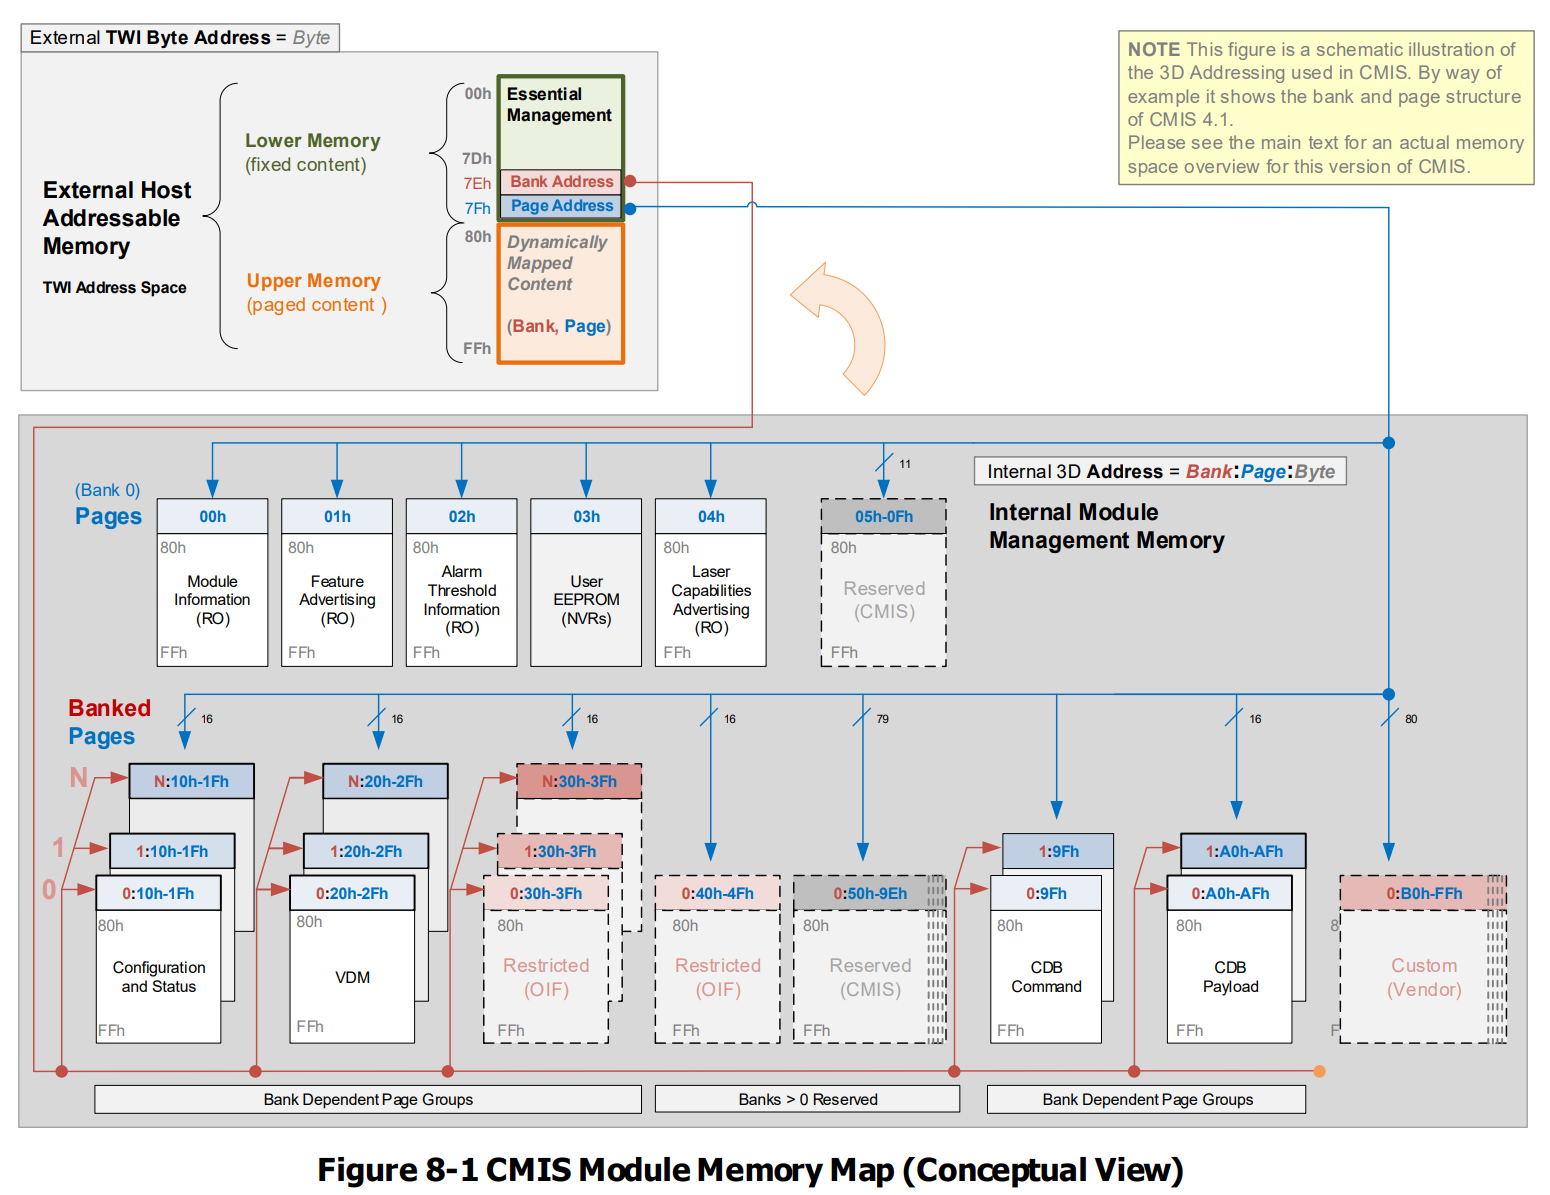 External TWI Byte Address = Byte
NOTE This figure is a schematic illustration of
the 3D Addressing used in CMIS. By way of
example it shows the bank and page structure
of CMIS 4.1.
Please see the main text for an actual memory
space overview for this version of CMIS.
External Host
Addressable
Memory
TWI Address Space
Lower Memory
(fixed content)
Upper Memory
(paged content )
00h
7Dh
7Eh
7Fh
80h
FFh
Essential
Management
Bank Address
Page Address
Dynamically
Mapped
Content
(Bank, Page)
Internal 3D Address = Bank:Page:Byte
Internal Module
Management Memory
(Bank 0)
Pages
11
00h
80h
Module
Information
(RO)
FFh
01h
80h
Feature
Advertising
(RO)
FFh
02h
80h
Alarm
Threshold
Information
(RO)
FFh
03h
User
EEPROM
(NVRs)
04h
80h
Laser
Capabilities
Advertising
(RO)
FFh
05h-0Fh
80h
Reserved
(CMIS)
FFh
Banked
Pages
16
16
16
16
79
16
80
N
1
0
N:10h-1Fh
1:10h-1Fh
0:10h-1Fh
80h
Configuration
and Status
FFh
N:20h-2Fh
1:20h-2Fh
0:20h-2Fh
80h
VDM
FFh
N:30h-3Fh
1:30h-3Fh
0:30h-3Fh
80h
Restricted
(OIF)
FFh
0:40h-4Fh
80h
Restricted
(OIF)
FFh
0:50h-9Eh
80h
Reserved
(CMIS)
FFh
1:9Fh
0:9Fh
80h
CDB
Command
FFh
1:A0h-AFh
0:A0h-AFh
80h
CDB
Payload
FFh
0:B0h-FFh
8
Custom
(Vendor)
F
Bank Dependent Page Groups
Banks > 0 Reserved
Bank Dependent Page Groups
Figure 8-1 CMIS Module Memory Map (Conceptual View)